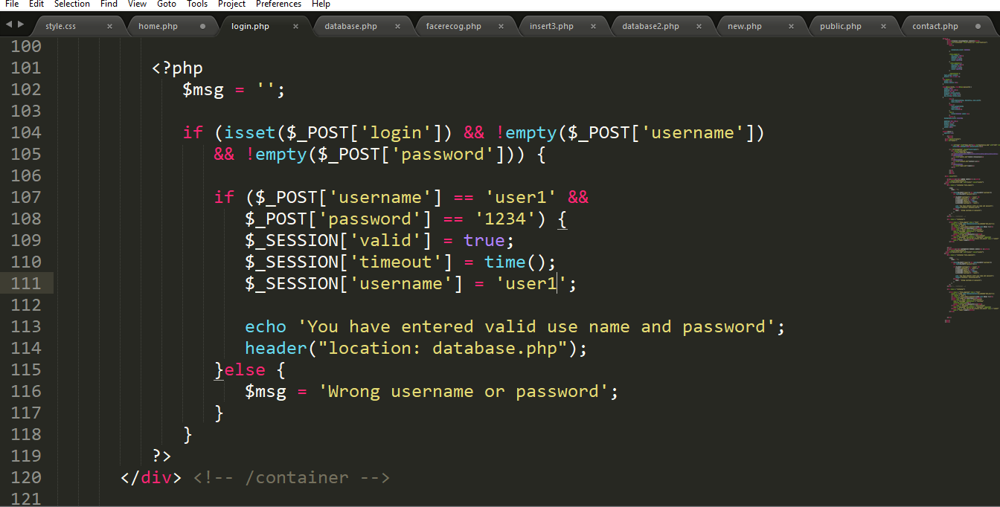 File Edit Selection Find View Goto Tools Project Preferences Help
style.css × home.php login.php × database.php × facerecog.php × insert3.php × database2.php × new.php × public.php × contact.php
100
101 <?php
102 $msg = '';
103
104 if (isset($_POST['login']) && !empty($_POST['username'])
105 && !empty($_POST['password'])) {
106
107 if ($_POST['username'] == 'user1' &&
108 $_POST['password'] == '1234') {
109 $_SESSION['valid'] = true;
110 $_SESSION['timeout'] = time();
111 $_SESSION['username'] = 'user1';
112
113 echo 'You have entered valid use name and password';
114 header("location: database.php");
115 }else {
116 $msg = 'Wrong username or password';
117 }
118 }
119 ?>
120 </div> <!-- /container -->
121